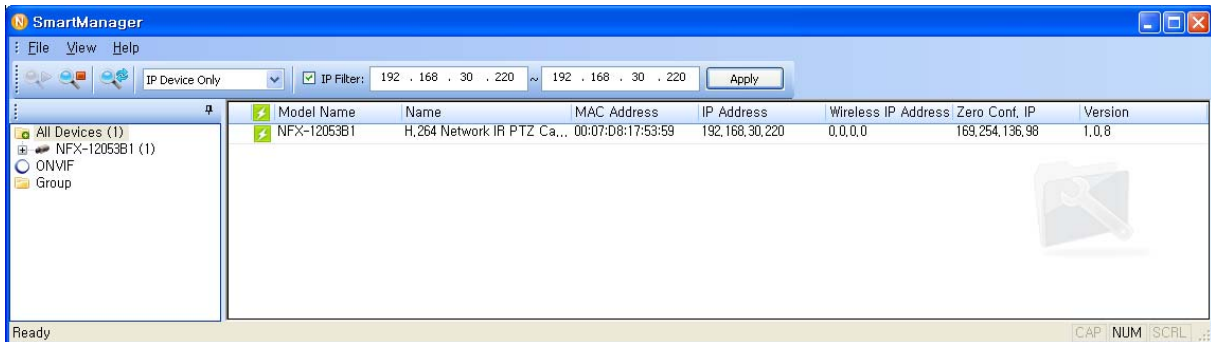 SmartManager
File View Help
IP Device Only IP Filter: 192 . 168 . 30 . 220 ~ 192 . 168 . 30 . 220 Apply
Model Name Name MAC Address IP Address Wireless IP Address Zero Conf, IP Version
All Devices (1) NFX-12053B1 H,264 Network IR PTZ Ca... 00:07:D8:17:53:59 192,168,30,220 0,0,0,0 169,254,136,98 1,0,8
NFX-12053B1 (1)
ONVIF
Group
Ready CAP NUM SCRL